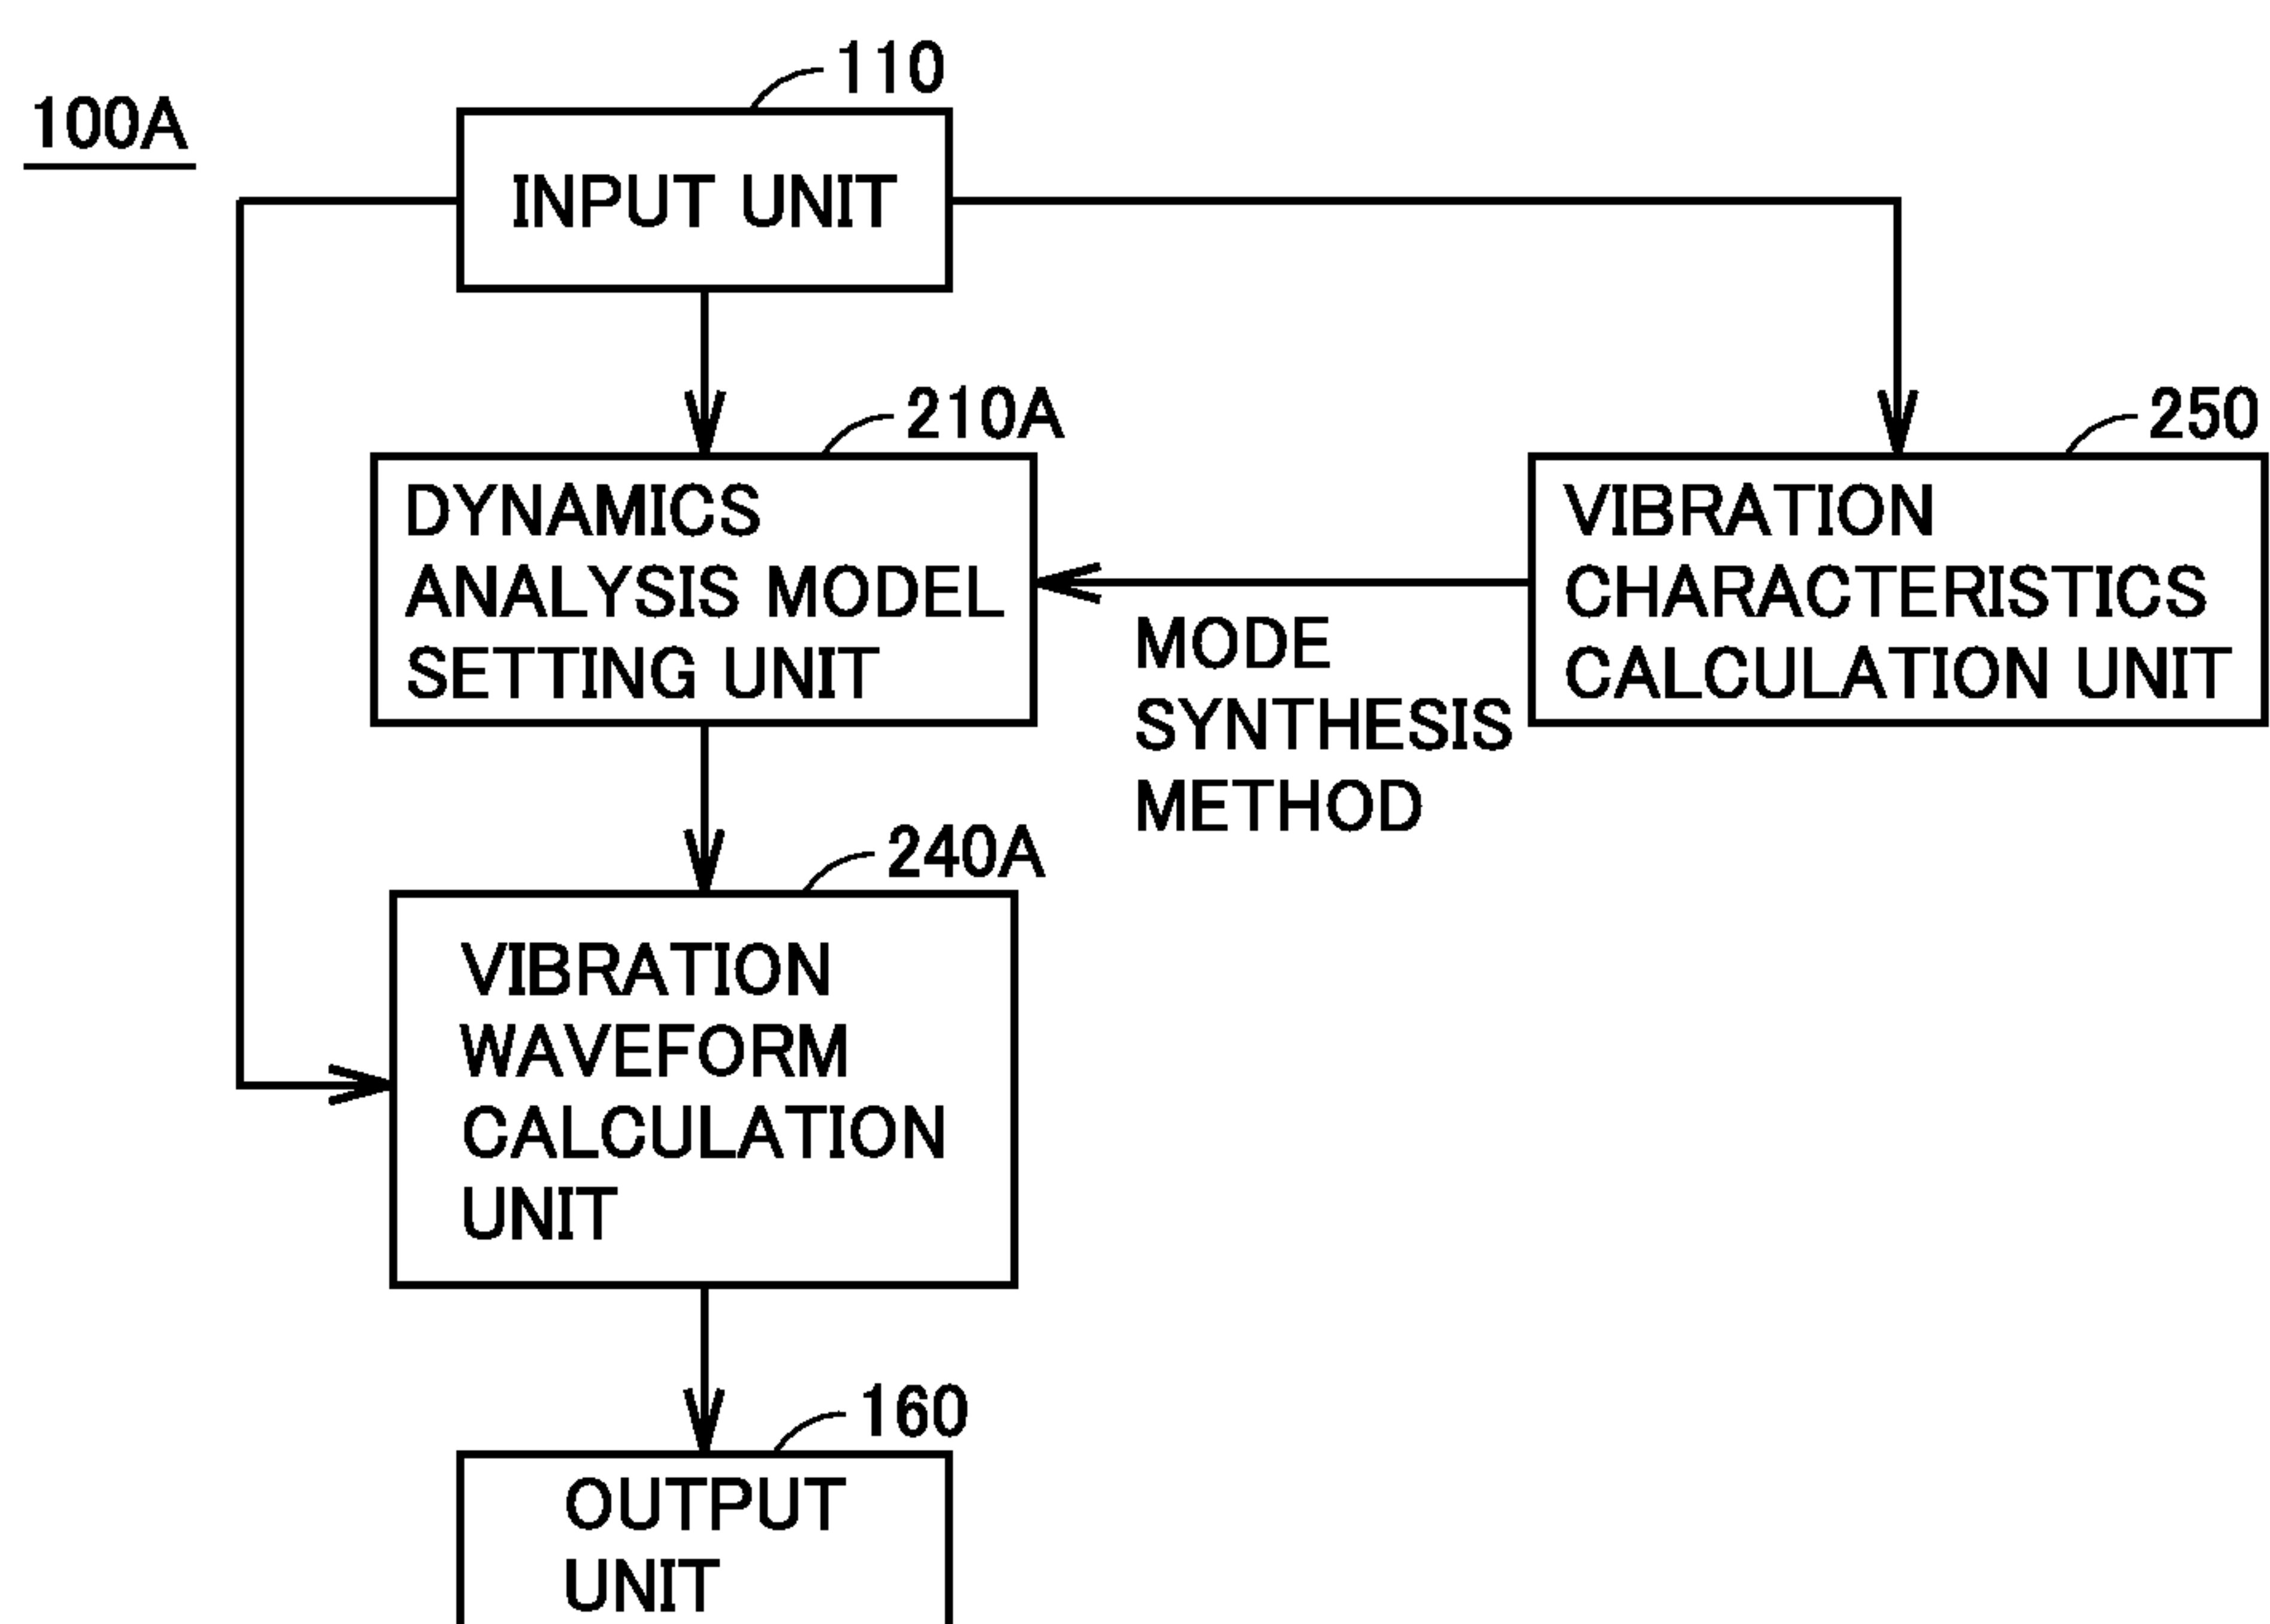 110
100A
INPUT UNIT
210A
250
DYNAMICS
ANALYSIS MODEL
SETTING UNIT
VIBRATION
CHARACTERISTICS
CALCULATION UNIT
MODE
SYNTHESIS
METHOD
240A
VIBRATION
WAVEFORM
CALCULATION
UNIT
160
OUTPUT
UNIT